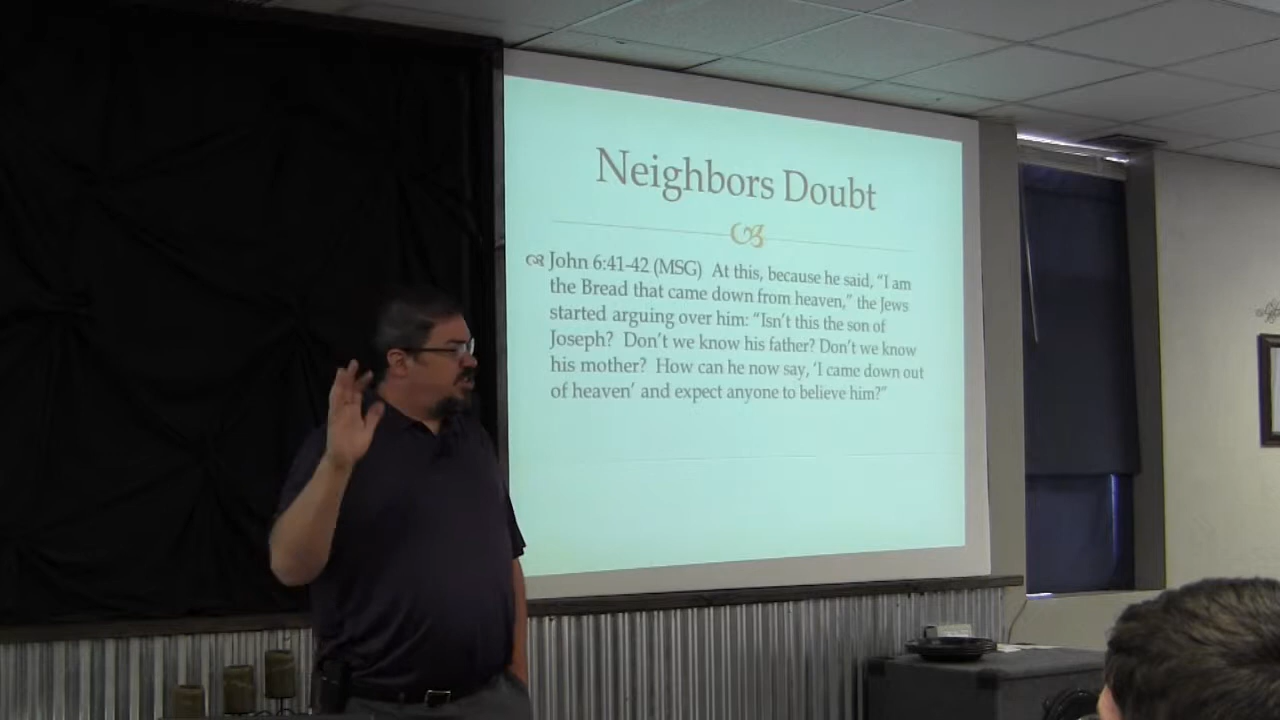 Neighbors Doubt
John 6:41-42 (MSG) At this, because he said, “I am
the Bread that came down from heaven,” the Jews
started arguing over him: “Isn’t this the son of
Joseph? Don’t we know his father? Don’t we know
his mother? How can he now say, ‘I came down out
of heaven’ and expect anyone to believe him?”